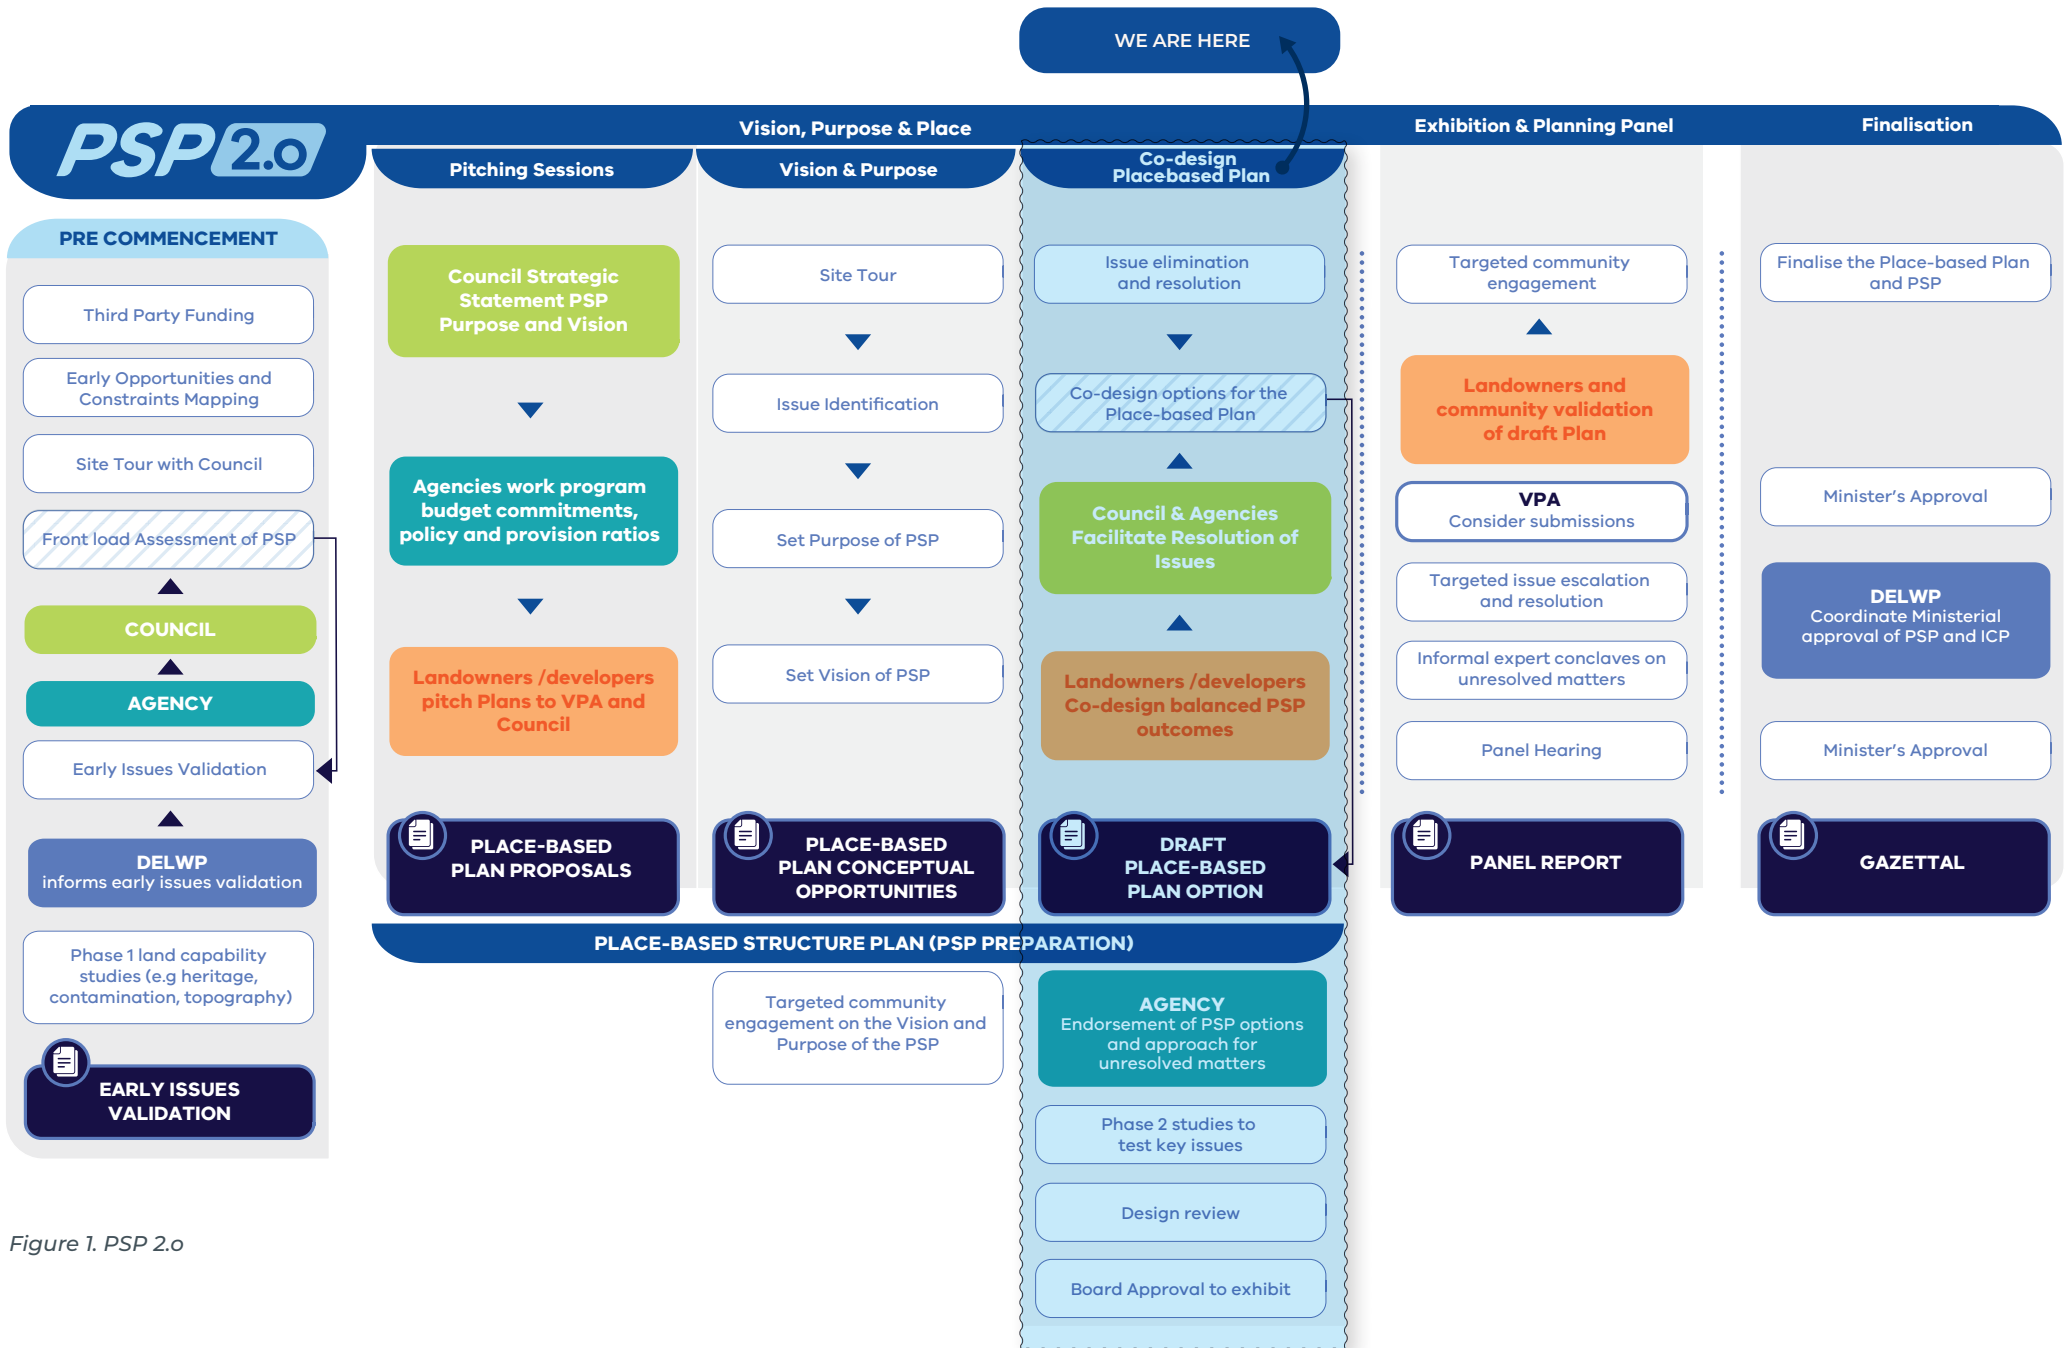 WE ARE HERE
PSP 2.0
Vision, Purpose & Place
Exhibition & Planning Panel
Finalisation
Pitching Sessions
Vision & Purpose
Co-design
Placebased Plan
PRE COMMENCEMENT
Third Party Funding
Early Opportunities and
Constraints Mapping
Site Tour with Council
Front load Assessment of PSP
COUNCIL
AGENCY
Early Issues Validation
DELWP
informs early issues validation
Phase 1 land capability
studies (e.g heritage,
contamination, topography)
EARLY ISSUES
VALIDATION
Council Strategic
Statement PSP
Purpose and Vision
Agencies work program
budget commitments,
policy and provision ratios
Landowners /developers
pitch Plans to VPA and
Council
PLACE-BASED
PLAN PROPOSALS
Site Tour
Issue Identification
Set Purpose of PSP
Set Vision of PSP
PLACE-BASED
PLAN CONCEPTUAL
OPPORTUNITIES
Issue elimination
and resolution
Co-design options for the
Place-based Plan
Council & Agencies
Facilitate Resolution of
Issues
Landowners /developers
Co-design balanced PSP
outcomes
DRAFT
PLACE-BASED
PLAN OPTION
Targeted community
engagement
Landowners and
community validation
of draft Plan
VPA
Consider submissions
Targeted issue escalation
and resolution
Informal expert conclaves on
unresolved matters
Panel Hearing
PANEL REPORT
Finalise the Place-based Plan
and PSP
Minister's Approval
DELWP
Coordinate Ministerial
approval of PSP and ICP
Minister's Approval
GAZETTAL
PLACE-BASED STRUCTURE PLAN (PSP PREPARATION)
Targeted community
engagement on the Vision and
Purpose of the PSP
AGENCY
Endorsement of PSP options
and approach for
unresolved matters
Phase 2 studies to
test key issues
Design review
Board Approval to exhibit
Figure 1. PSP 2.o